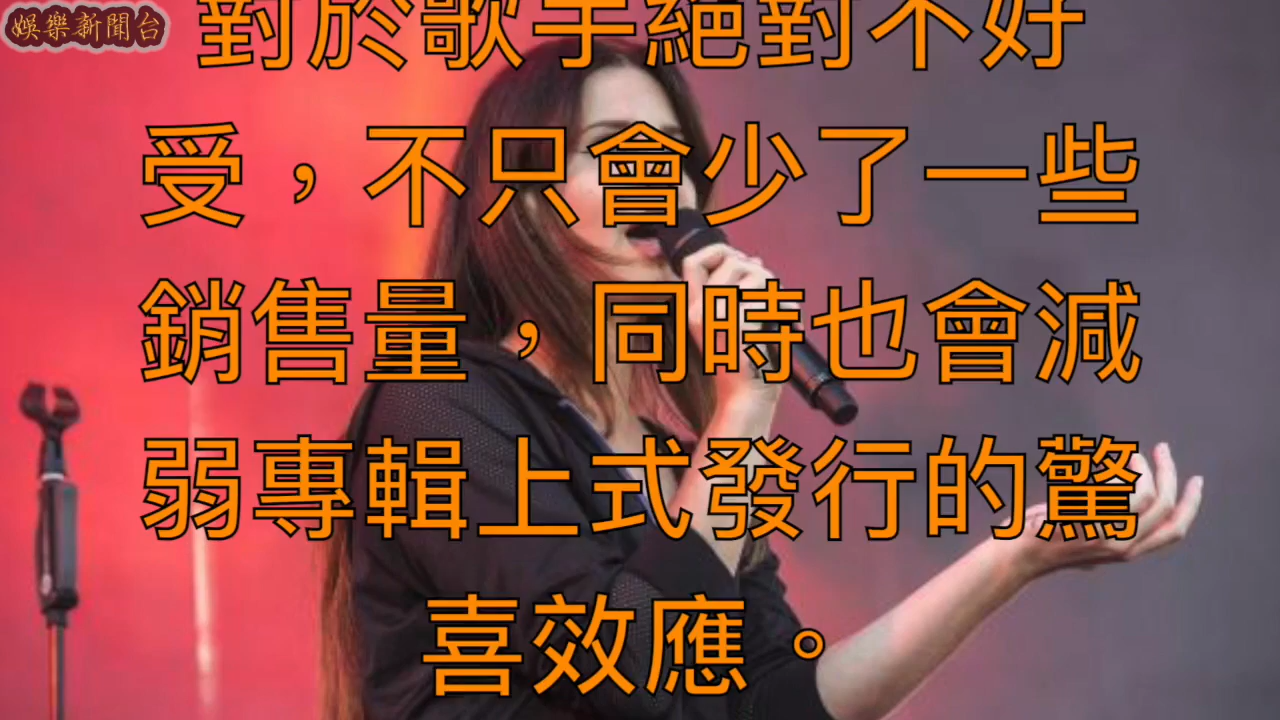 娛樂新聞台
對於歌手絕對不好
受，不只會少了一些
銷售量，同時也會減
弱專輯上式發行的驚
喜效應。